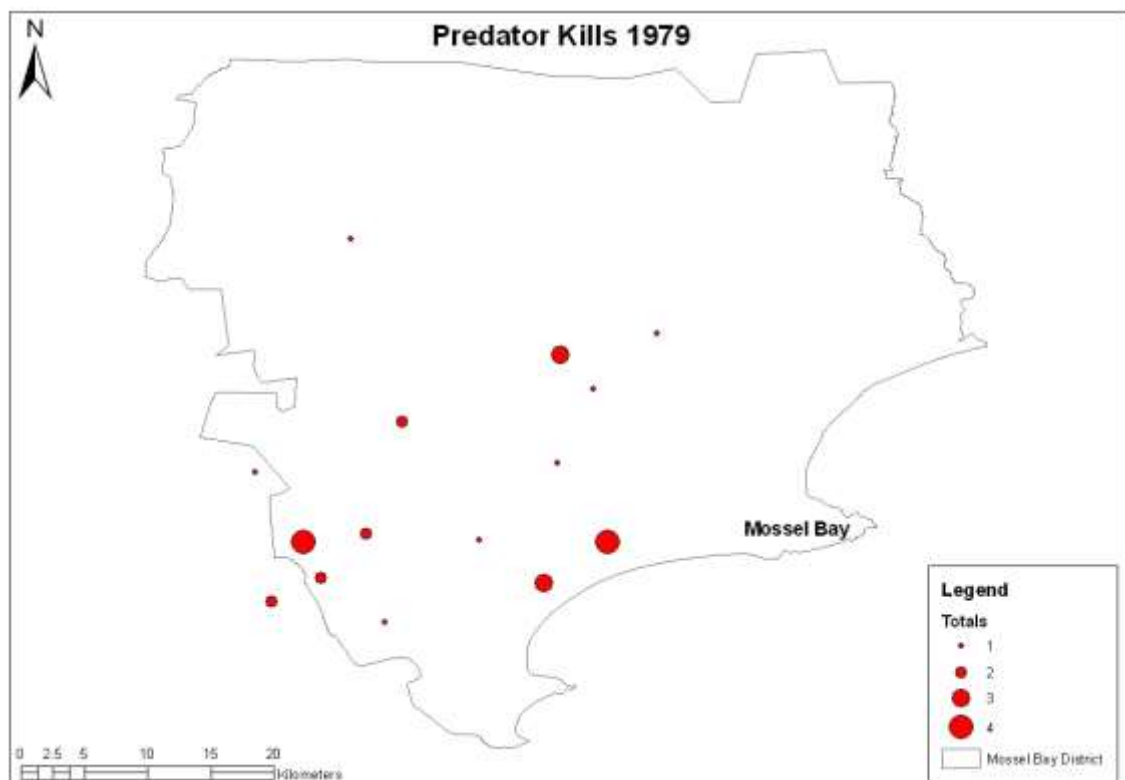 Predator Kills 1979
N
Mossel Bay
Legend
Totals
1
2
3
4
Mossel Bay District
0 2.5 5 10 15 20
Kilometers